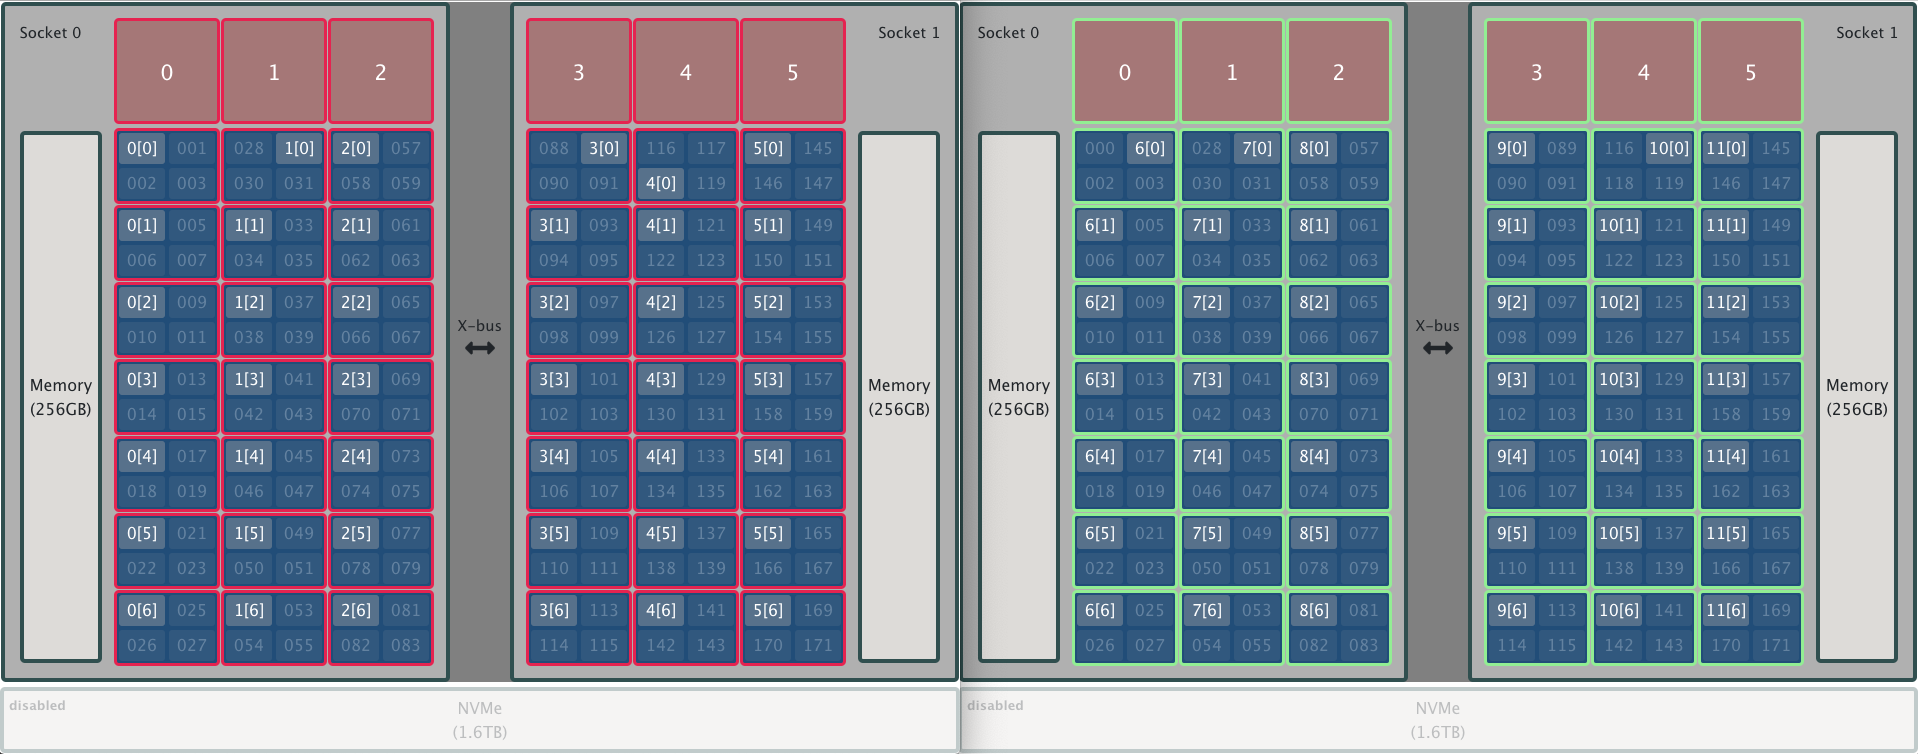 Socket 0 0 1 2 3 4 5 Socket 1 Socket 0 0 1 2 3 4 5 Socket 1
0[0] 001 028 1[0] 2[0] 057 088 3[0] 116 117 5[0] 145 000 6[0] 028 7[0] 8[0] 057 9[0] 089 116 10[0] 11[0] 145
002 003 030 031 058 059 090 091 4[0] 119 146 147 002 003 030 031 058 059 090 091 118 119 146 147
0[1] 005 1[1] 033 2[1] 061 3[1] 093 4[1] 121 5[1] 149 6[1] 005 7[1] 033 8[1] 061 9[1] 093 10[1] 121 11[1] 149
006 007 034 035 062 063 094 095 122 123 150 151 006 007 034 035 062 063 094 095 122 123 150 151
0[2] 009 1[2] 037 2[2] 065 3[2] 097 4[2] 125 5[2] 153 6[2] 009 7[2] 037 8[2] 065 9[2] 097 10[2] 125 11[2] 153
X-bus X-bus
010 011 038 039 066 067 098 099 126 127 154 155 010 011 038 039 066 067 098 099 126 127 154 155
0[3] 013 1[3] 041 2[3] 069 3[3] 101 4[3] 129 5[3] 157 6[3] 013 7[3] 041 8[3] 069 9[3] 101 10[3] 129 11[3] 157
Memory Memory Memory Memory
(256GB) (256GB) (256GB) (256GB)
014 015 042 043 070 071 102 103 130 131 158 159 014 015 042 043 070 071 102 103 130 131 158 159
0[4] 017 1[4] 045 2[4] 073 3[4] 105 4[4] 133 5[4] 161 6[4] 017 7[4] 045 8[4] 073 9[4] 105 10[4] 133 11[4] 161
018 019 046 047 074 075 106 107 134 135 162 163 018 019 046 047 074 075 106 107 134 135 162 163
0[5] 021 1[5] 049 2[5] 077 3[5] 109 4[5] 137 5[5] 165 6[5] 021 7[5] 049 8[5] 077 9[5] 109 10[5] 137 11[5] 165
022 023 050 051 078 079 110 111 138 139 166 167 022 023 050 051 078 079 110 111 138 139 166 167
0[6] 025 1[6] 053 2[6] 081 3[6] 113 4[6] 141 5[6] 169 6[6] 025 7[6] 053 8[6] 081 9[6] 113 10[6] 141 11[6] 169
026 027 054 055 082 083 114 115 142 143 170 171 026 027 054 055 082 083 114 115 142 143 170 171
disabled NVMe disabled NVMe
(1.6TB) (1.6TB)